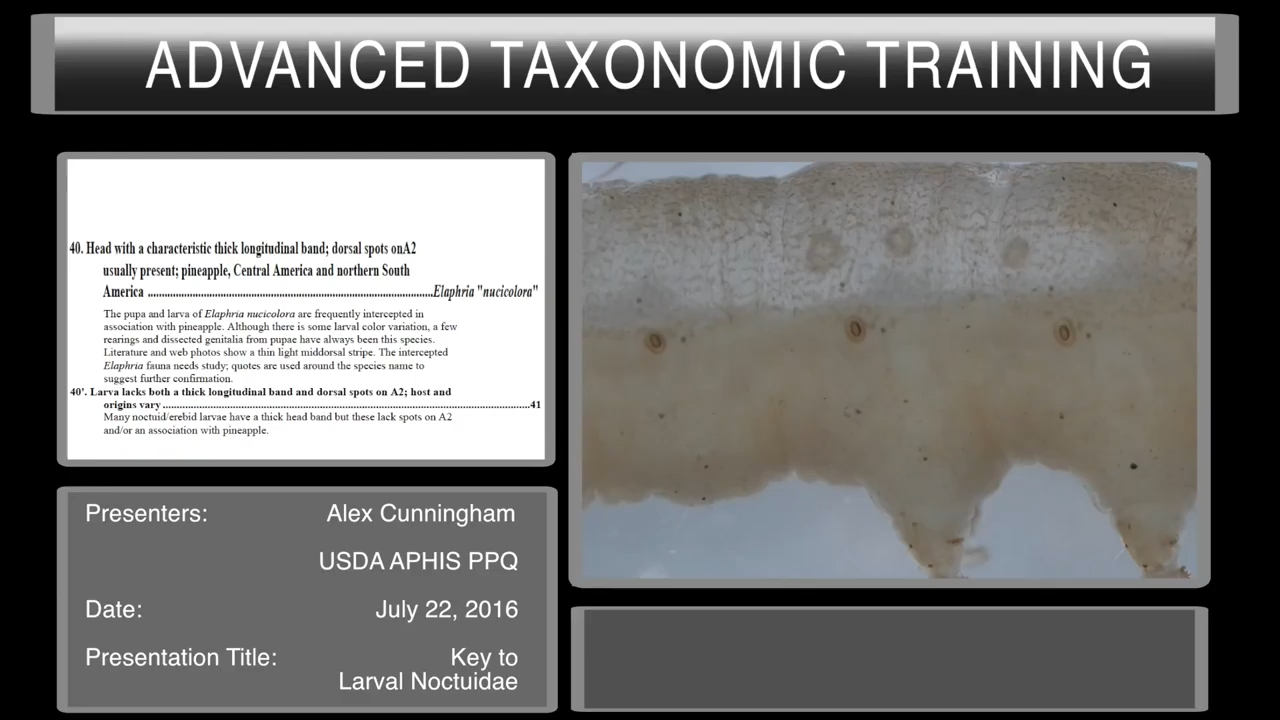 ADVANCED TAXONOMIC TRAINING
40. Head with a characteristic thick longitudinal band; dorsal spots onA2
usually present; pineapple, Central America and northern South
America ........................................................................................Elaphria "nucicolora"
The pupa and larva of Elaphria nucicolora are frequently intercepted in
association with pineapple. Although there is some larval color variation, a few
rearings and dissected genitalia from pupae have always been this species.
Literature and web photos show a thin light middorsal stripe. The intercepted
Elaphria fauna needs study; quotes are used around the species name to
suggest further confirmation.
40'. Larva lacks both a thick longitudinal band and dorsal spots on A2; host and
origins vary ........................................................................................................................41
Many noctuid/erebid larvae have a thick head band but these lack spots on A2
and/or an association with pineapple.
Presenters: Alex Cunningham
USDA APHIS PPQ
Date: July 22, 2016
Presentation Title: Key to
Larval Noctuidae